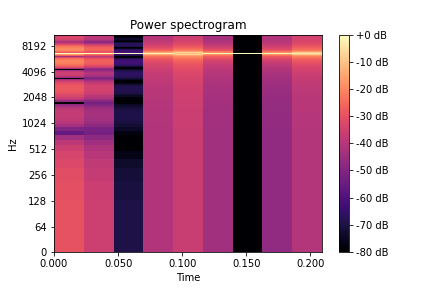 Power spectrogram
Hz
8192
4096
2048
1024
512
256
128
64
0
0.000 0.050 0.100 0.150 0.200
Time
+0 dB
-10 dB
-20 dB
-30 dB
-40 dB
-50 dB
-60 dB
-70 dB
-80 dB